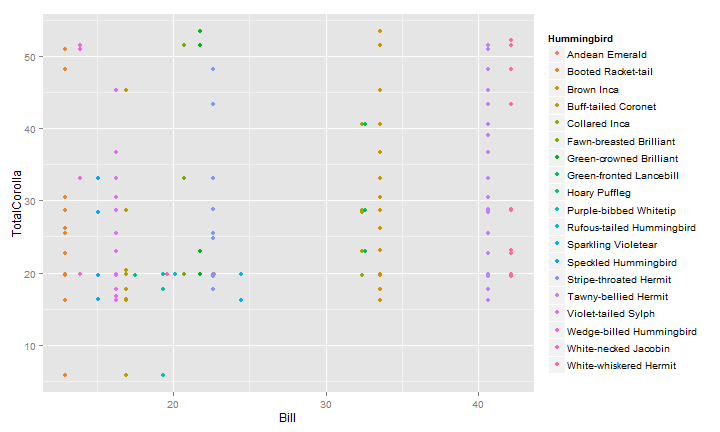 TotalCorolla
50
40
30
20
10
20
30
40
Bill
Hummingbird
Andean Emerald
Booted Racket-tail
Brown Inca
Buff-tailed Coronet
Collared Inca
Fawn-breasted Brilliant
Green-crowned Brilliant
Green-fronted Lancebill
Hoary Puffleg
Purple-bibbed Whitetip
Rufous-tailed Hummingbird
Sparkling Violetear
Speckled Hummingbird
Stripe-throated Hermit
Tawny-bellied Hermit
Violet-tailed Sylph
Wedge-billed Hummingbird
White-necked Jacobin
White-whiskered Hermit